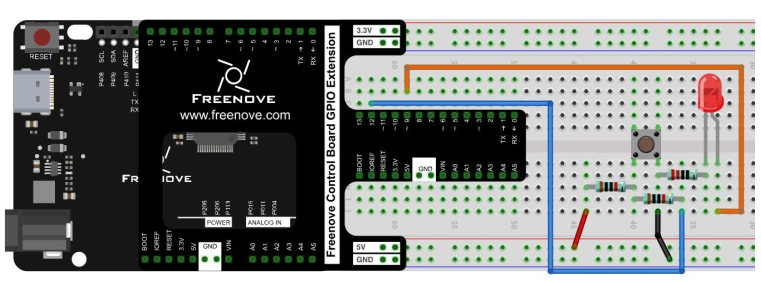 RESET
SCL
SDA
AREF
GND
P408
P409
P410
L
TX
RX
13 12 ~11 ~10 ~9 8 7 ~6 ~5 4 ~3 2 TX→1 RX←0
FREENOVE
www.freenove.com
FREENOVE
P206 P205 P113 P015 P011 P004
POWER ANALOG IN
BOOT IOREF RESET 3.3V 5V GND VIN A0 A1 A2 A3 A4 A5
Freenove Control Board GPIO Extension
3.3V
GND
13 12 ~11 ~10 ~9 8 7 ~6 ~5 4 ~3 2 TX→1 RX←0
BOOT IOREF RESET 3.3V 5V GND VIN A0 A1 A2 A3 A4 A5
5V
GND
60 55 50 45 40 35 30